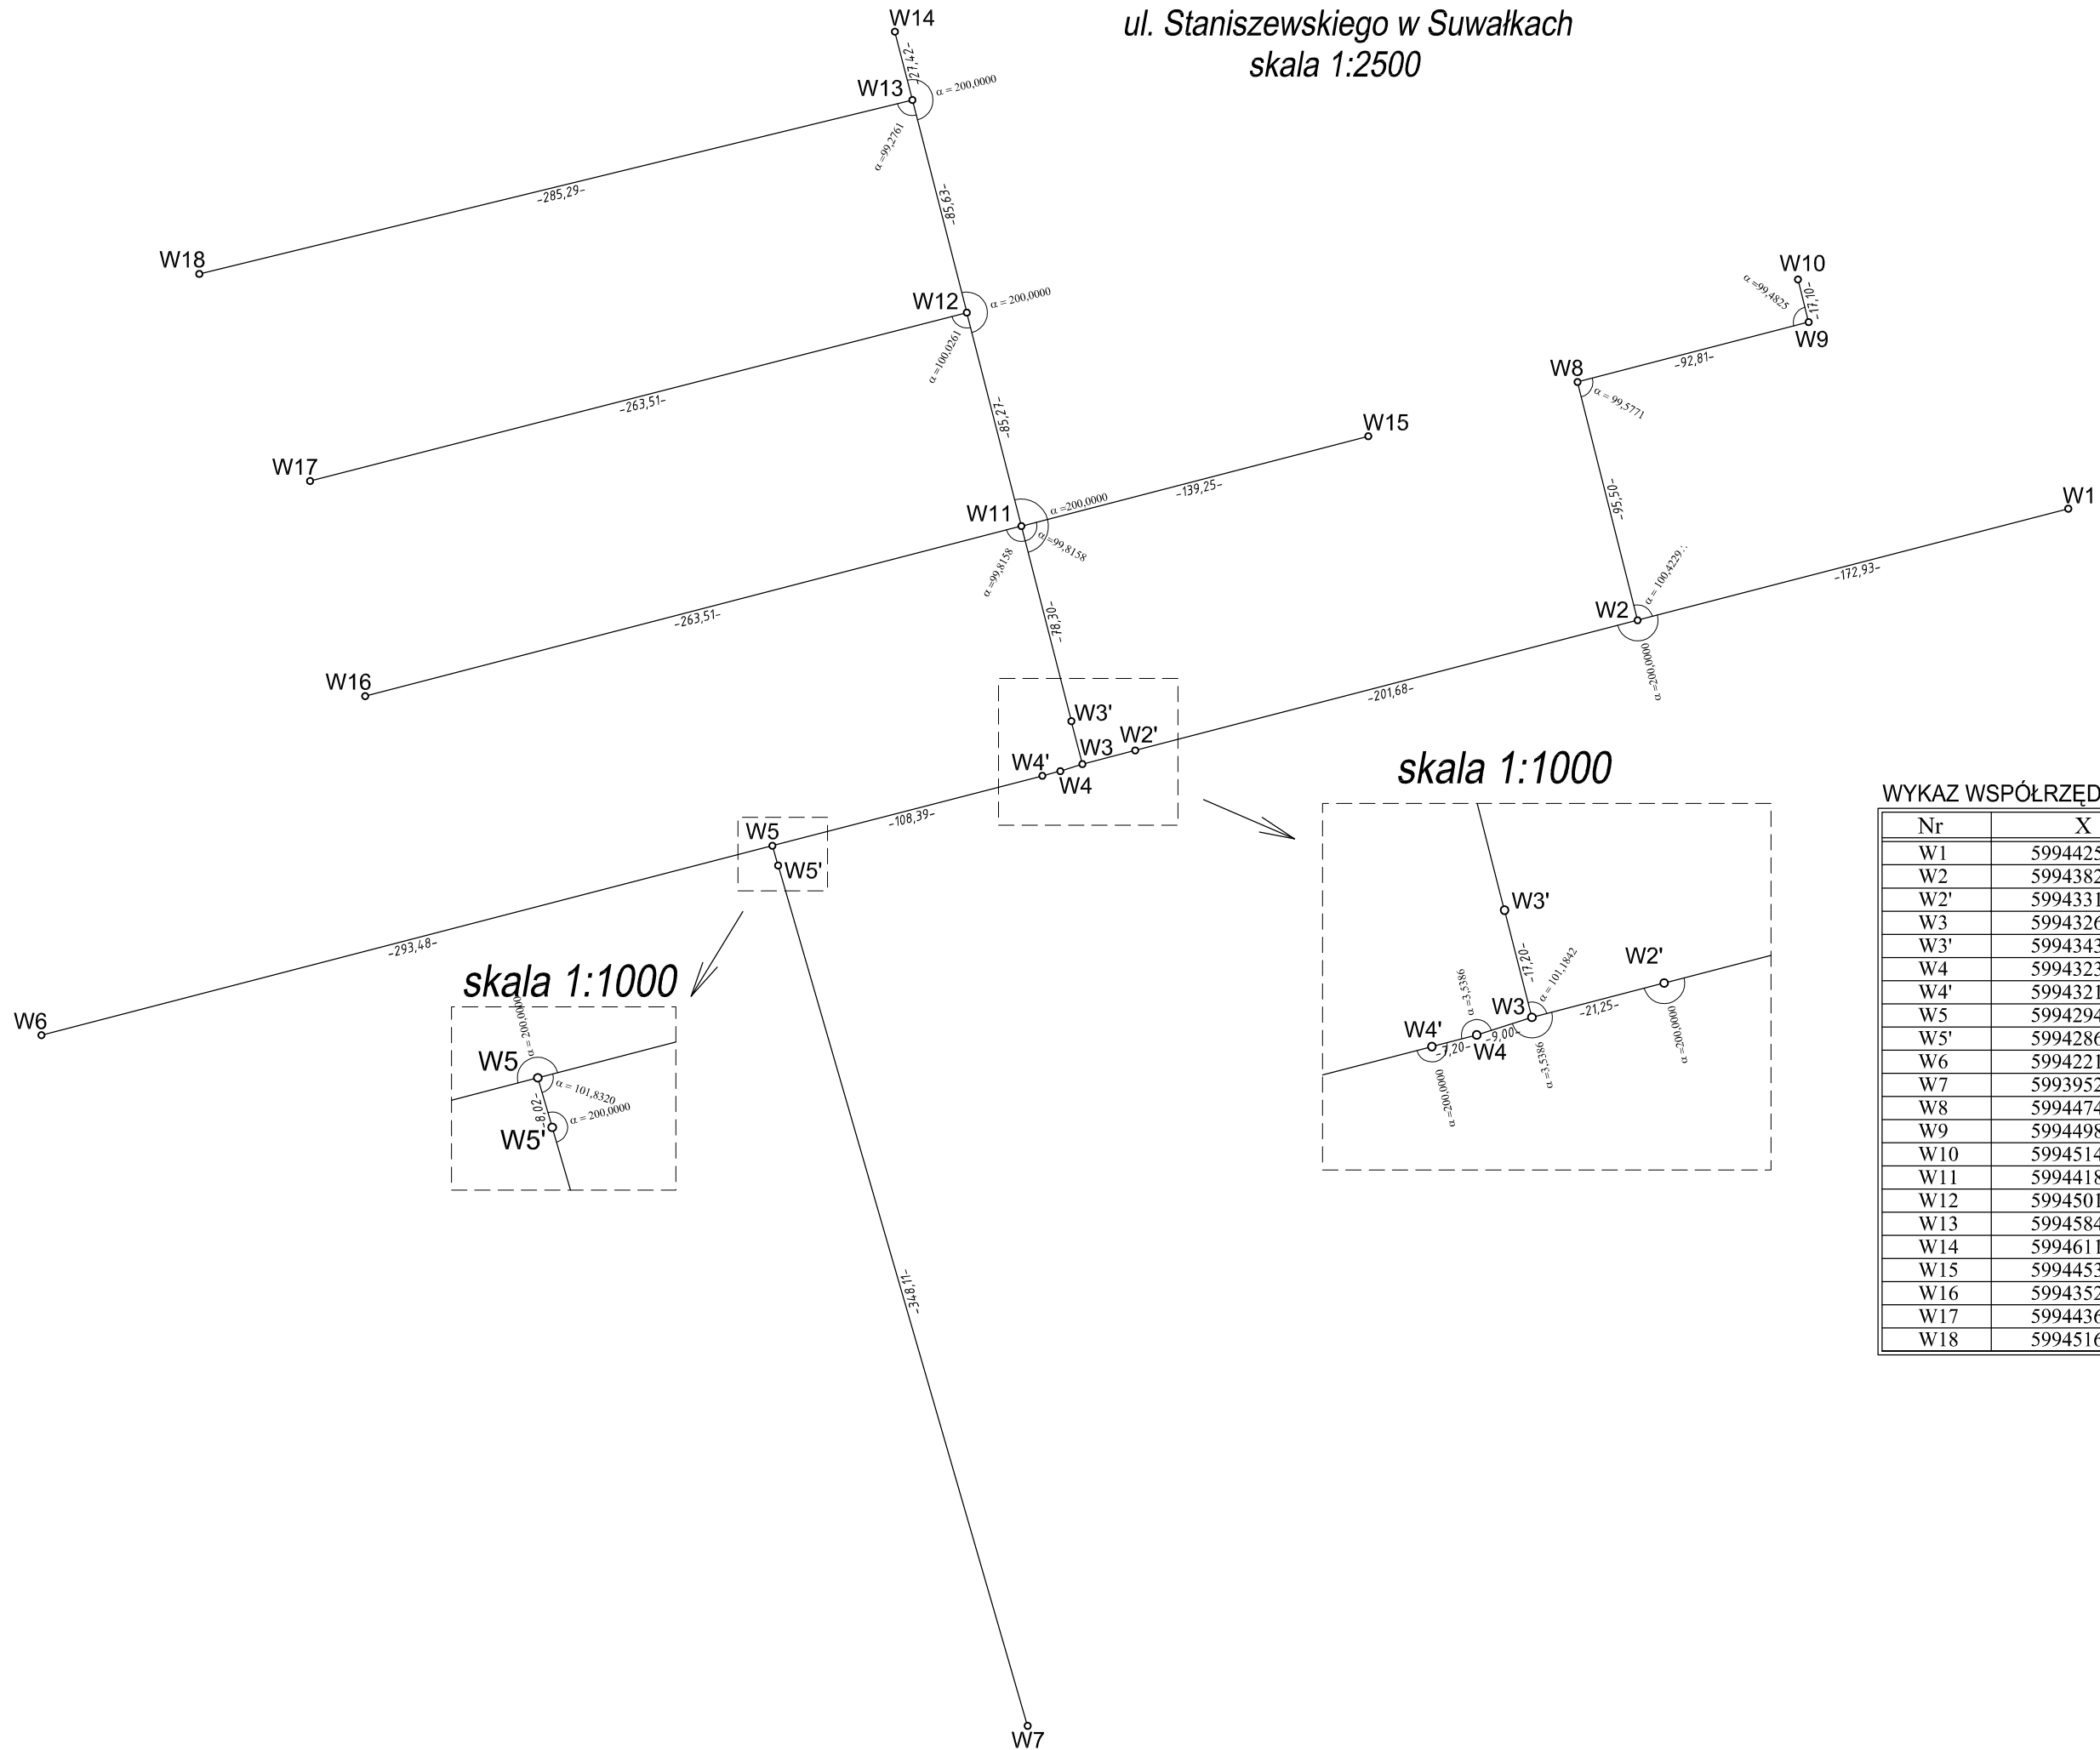 ul. Staniszewskiego w Suwałkach
skala 1:2500
W14
-27,42-
W13
α = 200,0000
α =99,2761
-285,29-
-85,63-
W18
W10
α =99,4825
-17,10-
W9
W12
α = 200,0000
α =100,0261
W8
-92,81-
α = 99,5771
-263,51-
-85,27-
W15
W17
-139,25-
-95,50-
W1
W11
α =200,0000
α =99,8158
α =99,8158
-172,93-
α = 100,4229
W2
α =200,0000
-263,51-
-78,30-
W16
-201,68-
W3'
W2'
W3
W4'
W4
skala 1:1000
-108,39-
W5
W5'
-293,48-
W6
skala 1:1000
α = 200,0000
W5
α = 101,8320
-8,02-
α = 200,0000
W5'
W3'
-17,20-
α = 101,1842
W2'
α =3,5386
W3
-21,25-
α =200,0000
W4'
-7,20-
W4
-9,00-
α =3,5386
α =200,0000
-348,11-
W7
WYKAZ WSPÓŁRZĘD
Nr X
W1 5994425
W2 5994382
W2' 5994331
W3 5994326
W3' 5994343
W4 5994323
W4' 5994321
W5 5994294
W5' 5994286
W6 5994221
W7 5993952
W8 5994474
W9 5994498
W10 5994514
W11 5994418
W12 5994501
W13 5994584
W14 5994611
W15 5994453
W16 5994352
W17 5994436
W18 5994516